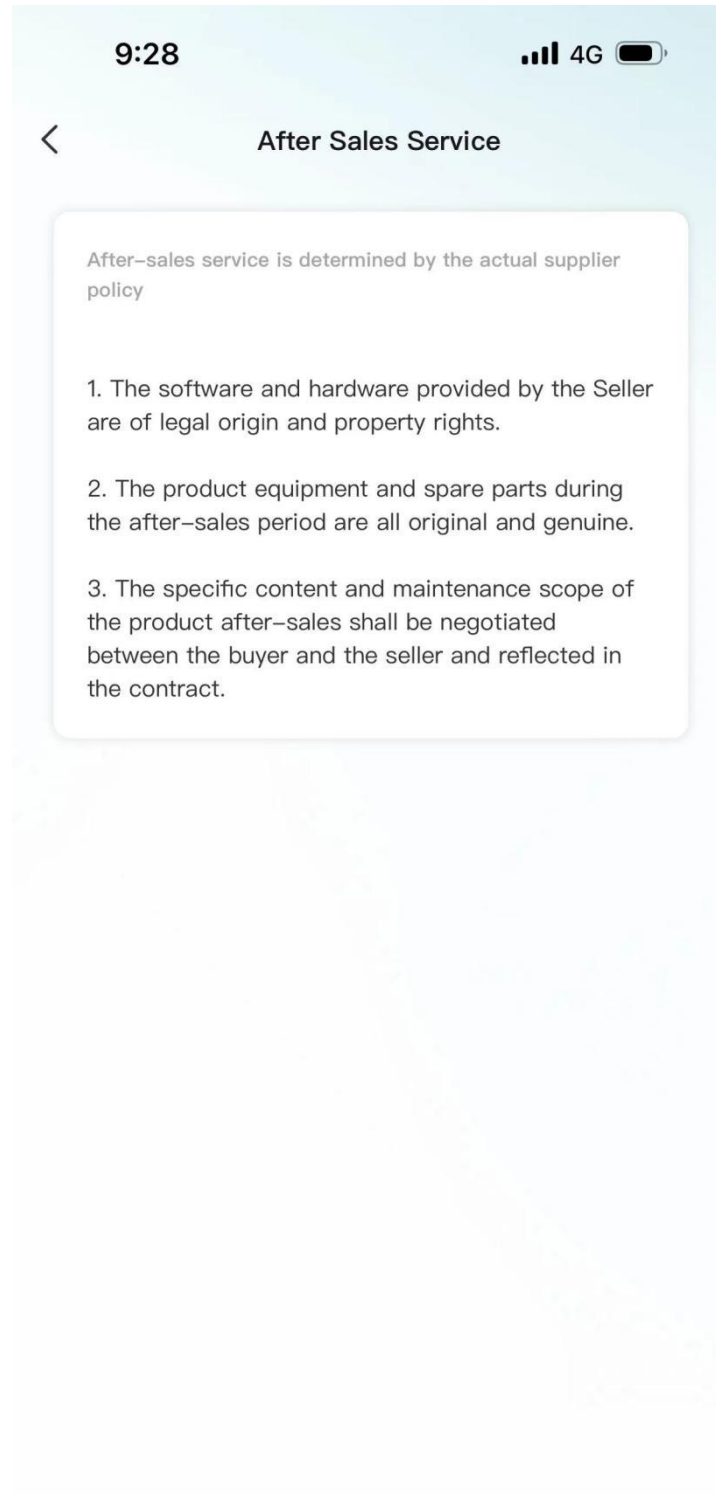 9:28
4G
After Sales Service
After-sales service is determined by the actual supplier
policy
1. The software and hardware provided by the Seller
are of legal origin and property rights.
2. The product equipment and spare parts during
the after-sales period are all original and genuine.
3. The specific content and maintenance scope of
the product after-sales shall be negotiated
between the buyer and the seller and reflected in
the contract.